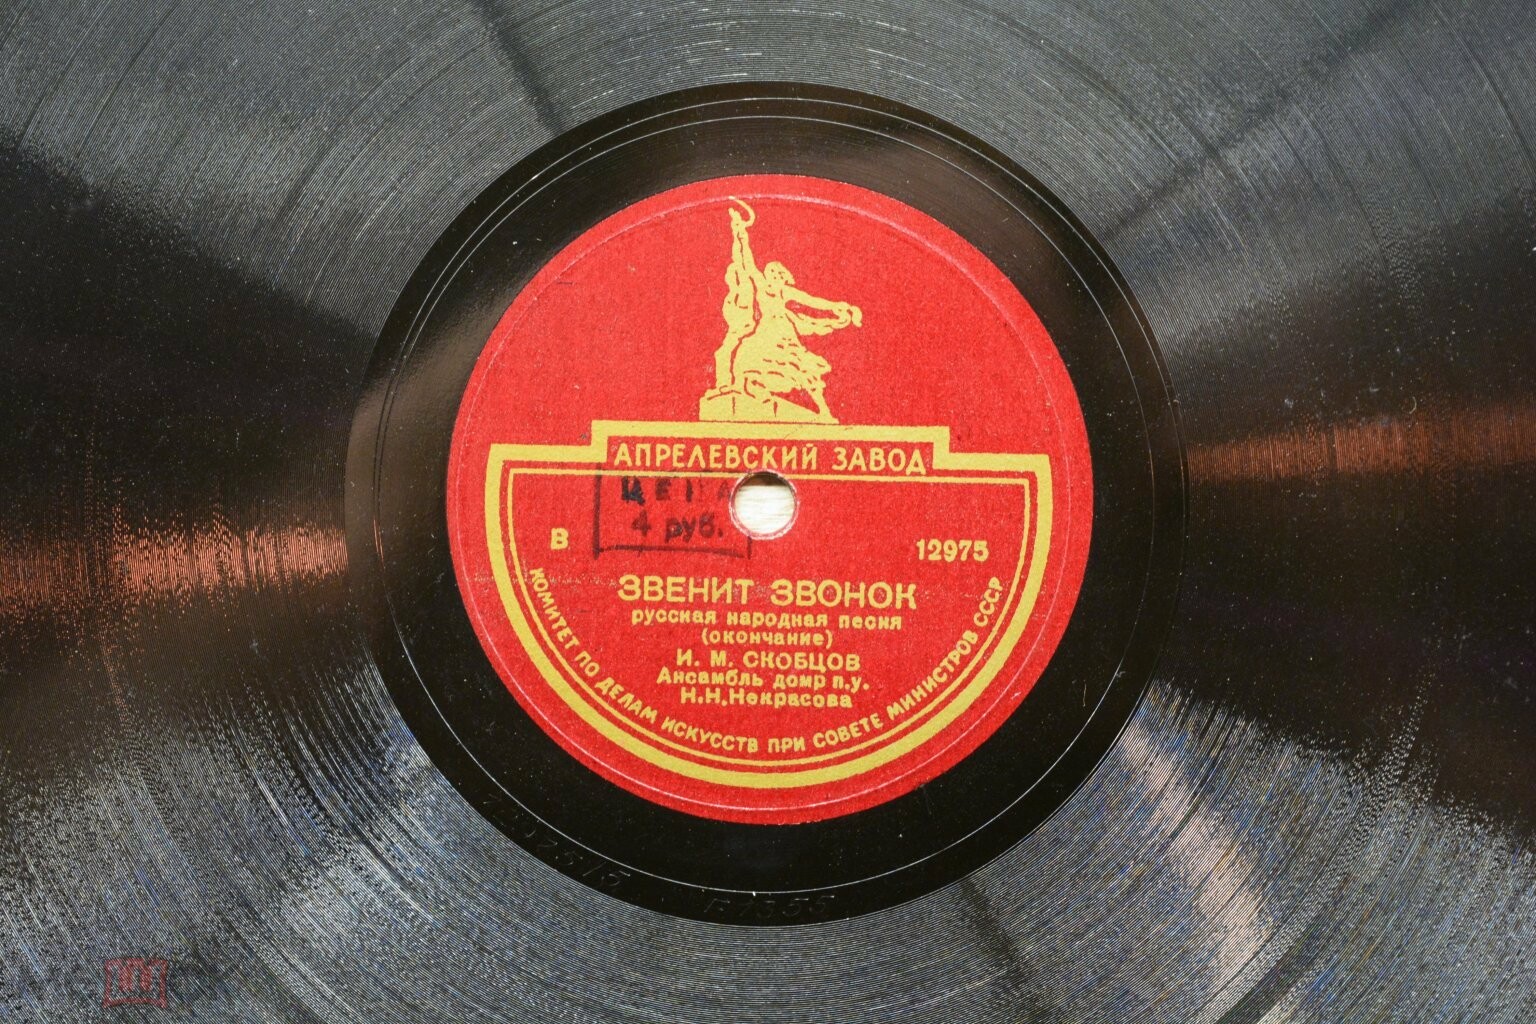 АПРЕЛЕВСКИЙ ЗАВОД
ЦЕНА
4 руб.
В
12975
ЗВЕНИТ ЗВОНОК
русская народная песня
(окончание)
И. М. СКОБЦОВ
Ансамбль домр п.у.
Н.Н.Некрасова
КОМИТЕТ ПО ДЕЛАМ ИСКУССТВ ПРИ СОВЕТЕ МИНИСТРОВ СССР